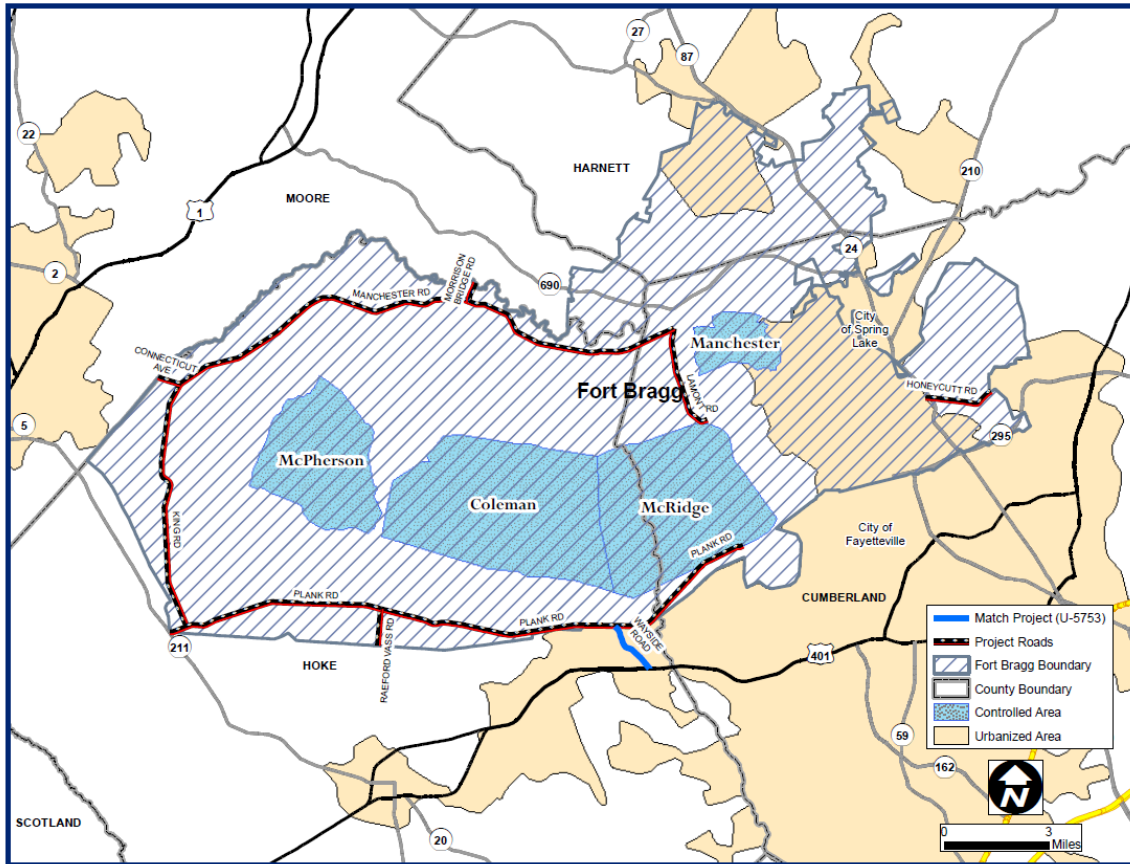 27
87
22
HARNETT
210
MOORE
1
24
2
MORRISON
BRIDGE RD
690
MANCHESTER RD
City
of Spring
Lake
Manchester
CONNECTICUT
AVE
Fort Bragg
LAMONT RD
HONEYCUTT RD
5
295
McPherson
Coleman
McRidge
KING RD
City of
Fayetteville
PLANK RD
PLANK RD
CUMBERLAND
PLANK RD
WAYSIDE
ROAD
211
RAEFORD VASS RD
HOKE
401
Match Project (U-5753)
Project Roads
Fort Bragg Boundary
County Boundary
Controlled Area
Urbanized Area
59
162
N
SCOTLAND
20
0 3
Miles